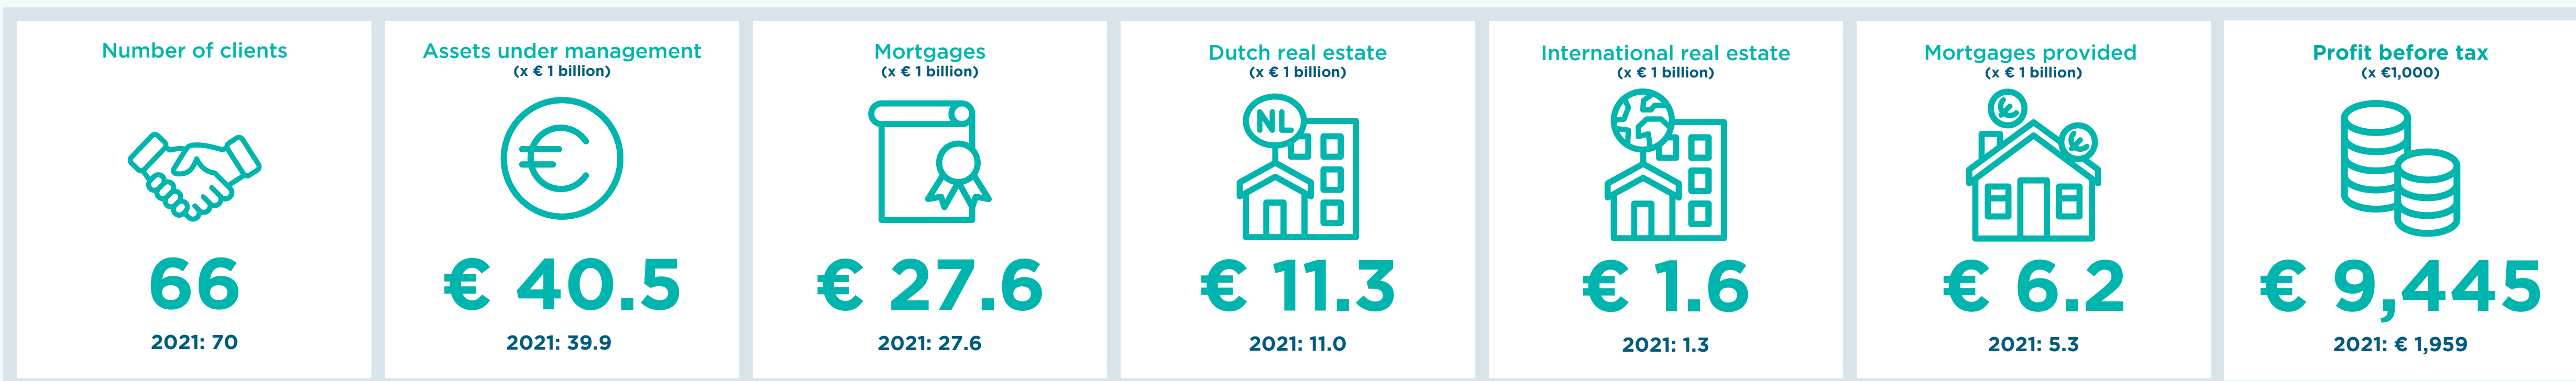 Number of clients
66
2021: 70
Assets under management
(x € 1 billion)
€
€ 40.5
2021: 39.9
Mortgages
(x € 1 billion)
€ 27.6
2021: 27.6
Dutch real estate
(x € 1 billion)
NL
€ 11.3
2021: 11.0
International real estate
(x € 1 billion)
€ 1.6
2021: 1.3
Mortgages provided
(x € 1 billion)
€
€
€ 6.2
2021: 5.3
Profit before tax
(x €1,000)
€ 9,445
2021: € 1,959